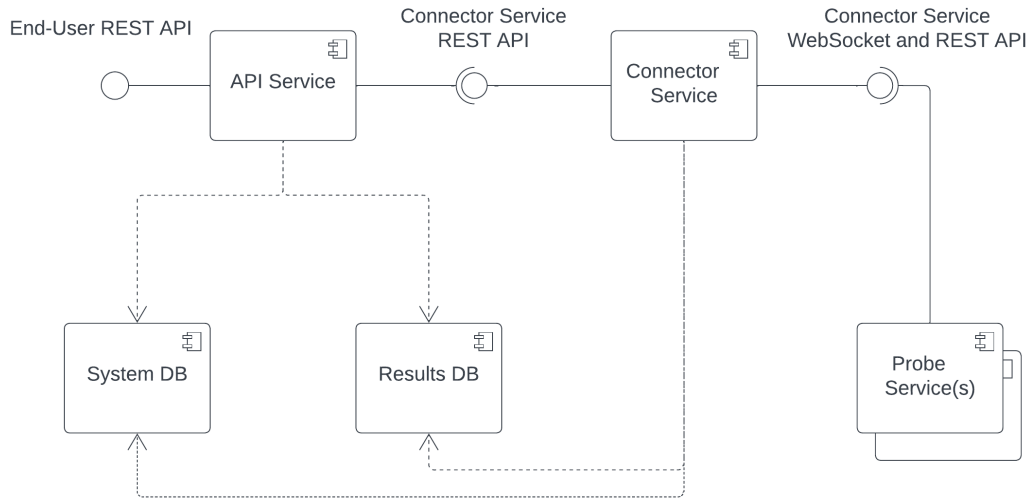 End-User REST API
Connector Service
REST API
Connector Service
WebSocket and REST API
API Service
Connector
Service
System DB
Results DB
Probe
Service(s)